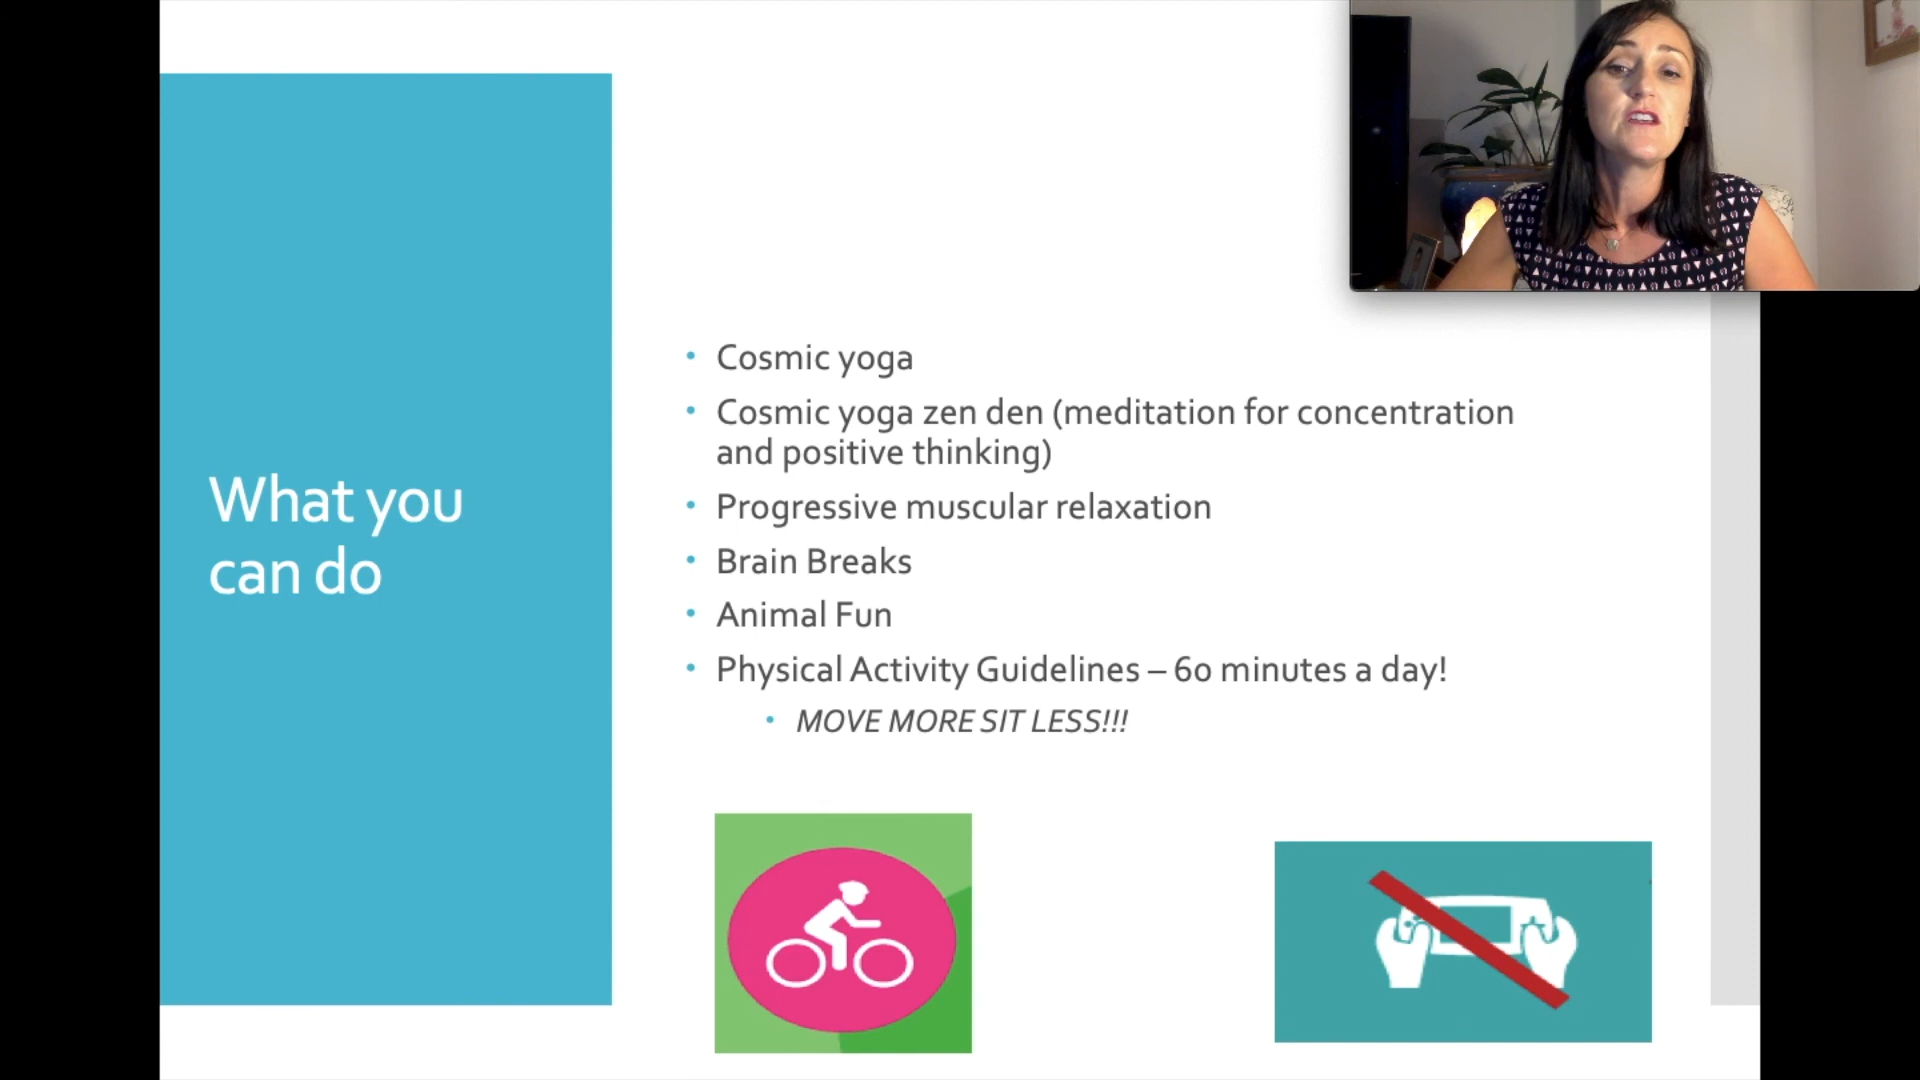 What you
can do
• Cosmic yoga
• Cosmic yoga zen den (meditation for concentration
and positive thinking)
• Progressive muscular relaxation
• Brain Breaks
• Animal Fun
• Physical Activity Guidelines – 60 minutes a day!
• MOVE MORE SIT LESS!!!